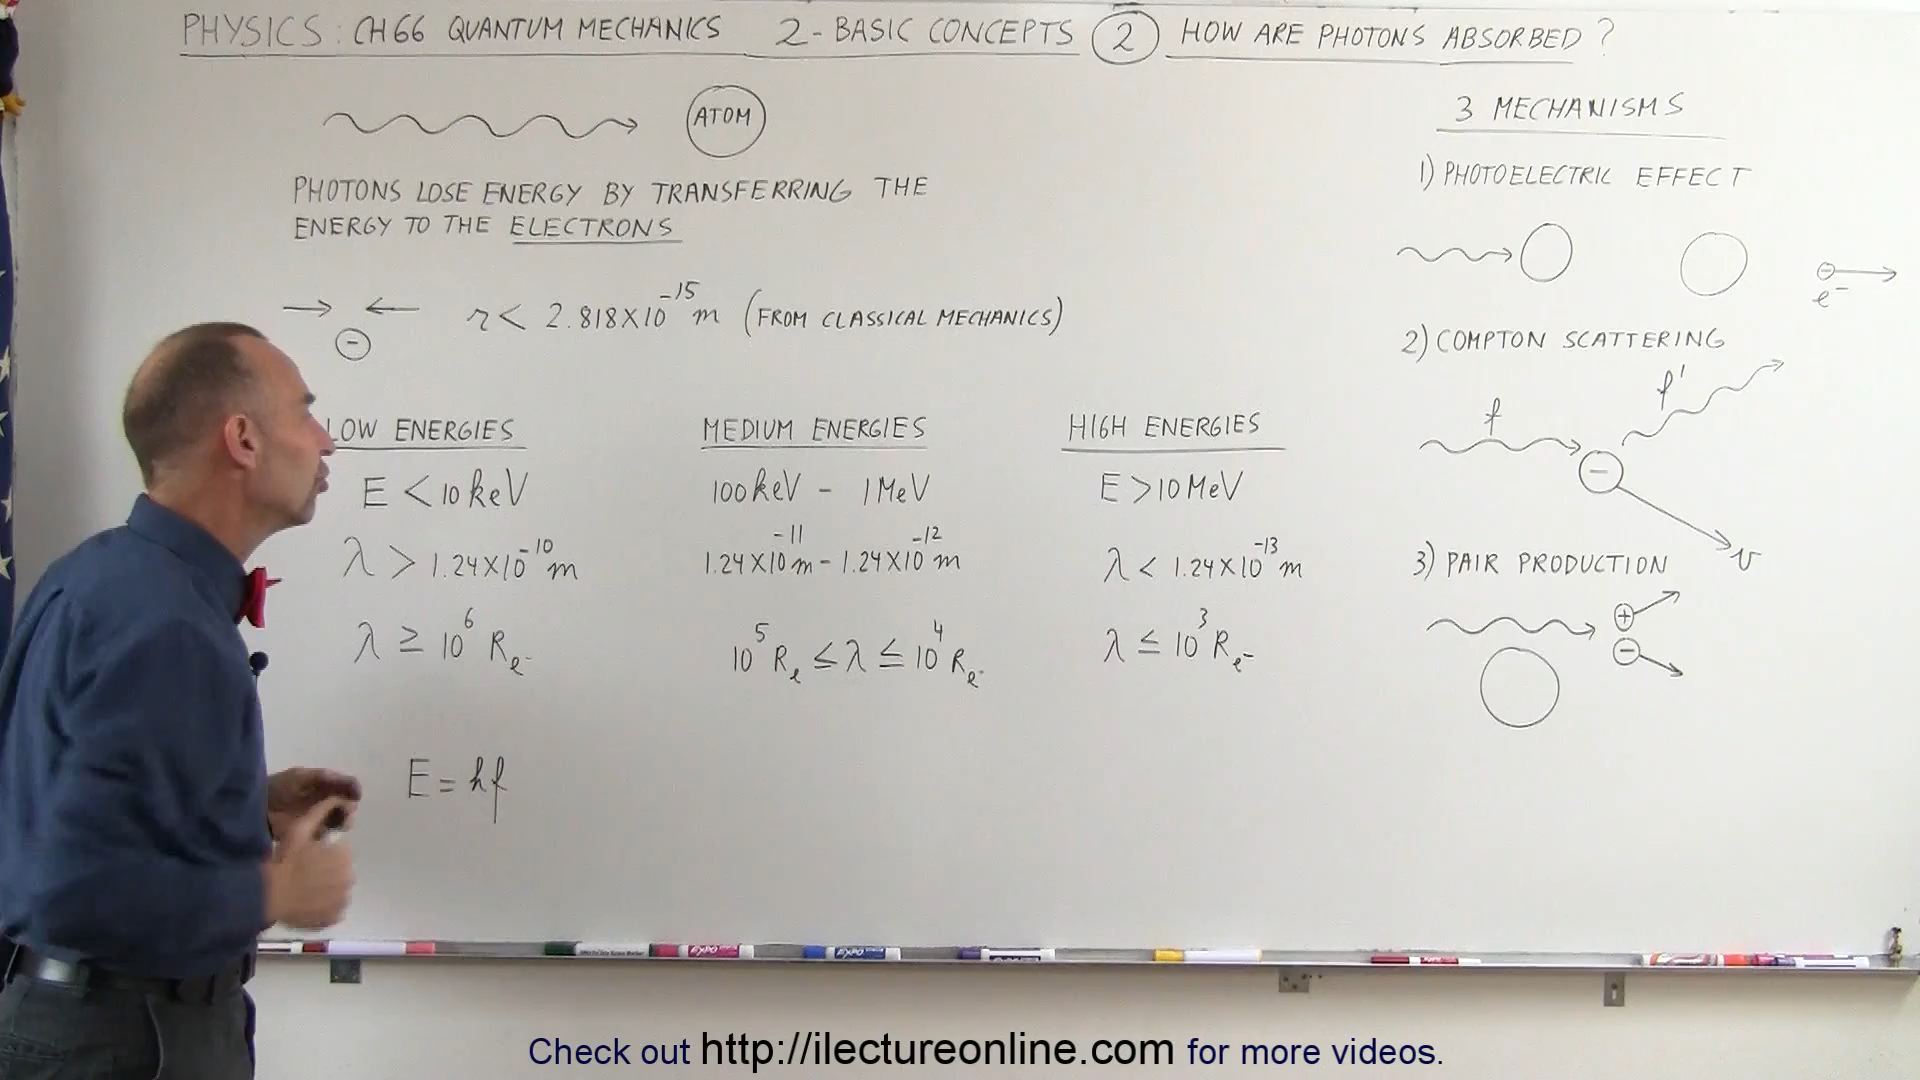 PHYSICS: CH66 QUANTUM MECHANICS 2-BASIC CONCEPTS 2 HOW ARE PHOTONS ABSORBED?
ATOM
PHOTONS LOSE ENERGY BY TRANSFERRING THE
ENERGY TO THE ELECTRONS
− r < 2.818×10⁻¹⁵ m (FROM CLASSICAL MECHANICS)
LOW ENERGIES
E < 10 keV
λ > 1.24×10⁻¹⁰ m
λ ≥ 10⁶ Rₑ-
E = hf
MEDIUM ENERGIES
100 keV - 1 MeV
1.24×10⁻¹¹ m - 1.24×10⁻¹² m
10⁵ Rₑ ≤ λ ≤ 10⁴ Rₑ-
HIGH ENERGIES
E > 10 MeV
λ < 1.24×10⁻¹³ m
λ ≤ 10³ Rₑ-
3 MECHANISMS
1) PHOTOELECTRIC EFFECT
−
e⁻
2) COMPTON SCATTERING
f f'
−
v
3) PAIR PRODUCTION
+
−
Check out http://ilectureonline.com for more videos.